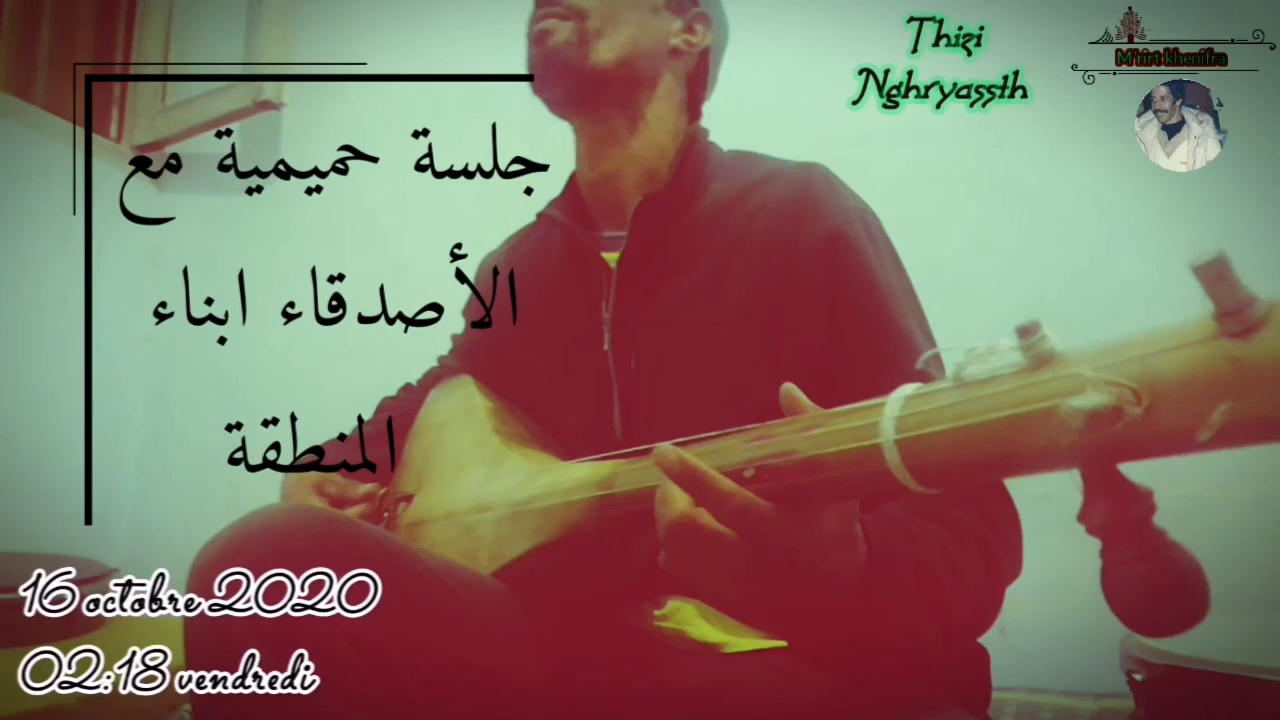 Thizi
Nghryassth
M'rirt khenifra
جلسة حميمية مع
الأصدقاء ابناء
المنطقة
16 octobre 2020
02:18 vendredi